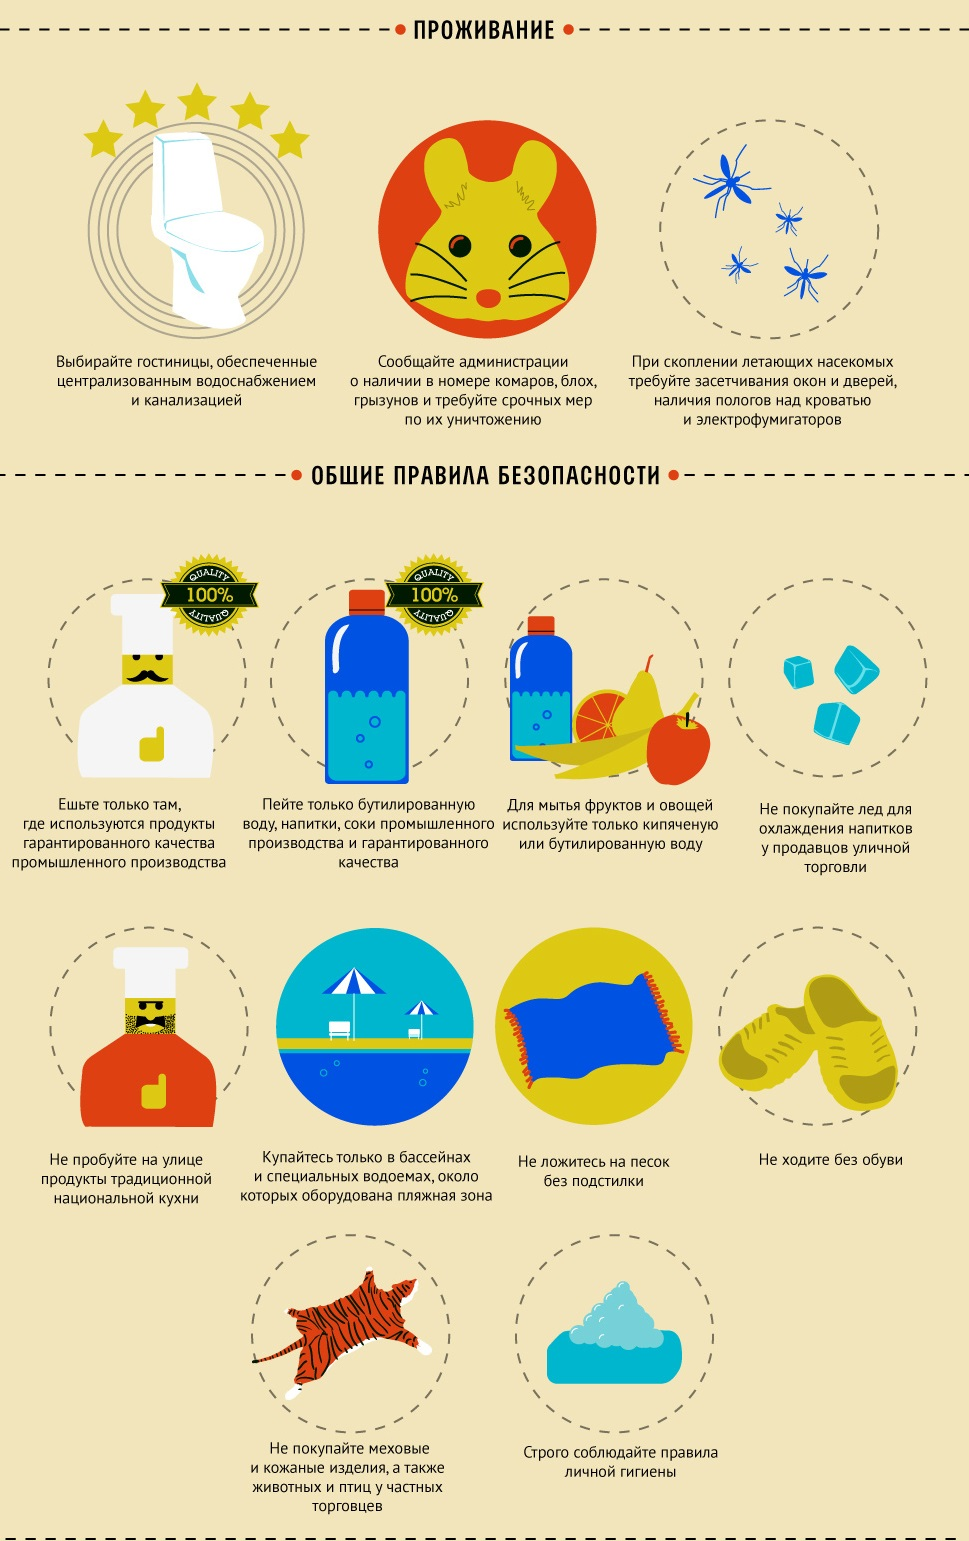 ПРОЖИВАНИЕ
Выбирайте гостиницы, обеспеченные
централизованным водоснабжением
и канализацией
Сообщайте администрации
о наличии в номере комаров, блох,
грызунов и требуйте срочных мер
по их уничтожению
При скоплении летающих насекомых
требуйте засетчивания окон и дверей,
наличия пологов над кроватью
и электрофумигаторов
ОБЩИЕ ПРАВИЛА БЕЗОПАСНОСТИ
QUALITY
100%
QUALITY
QUALITY
100%
QUALITY
Ешьте только там,
где используются продукты
гарантированного качества
промышленного производства
Пейте только бутилированную
воду, напитки, соки промышленного
производства и гарантированного
качества
Для мытья фруктов и овощей
используйте только кипяченую
или бутилированную воду
Не покупайте лед для
охлаждения напитков
у продавцов уличной
торговли
Не пробуйте на улице
продукты традиционной
национальной кухни
Купайтесь только в бассейнах
и специальных водоемах, около
которых оборудована пляжная зона
Не ложитесь на песок
без подстилки
Не ходите без обуви
Не покупайте меховые
и кожаные изделия, а также
животных и птиц у частных
торговцев
Строго соблюдайте правила
личной гигиены